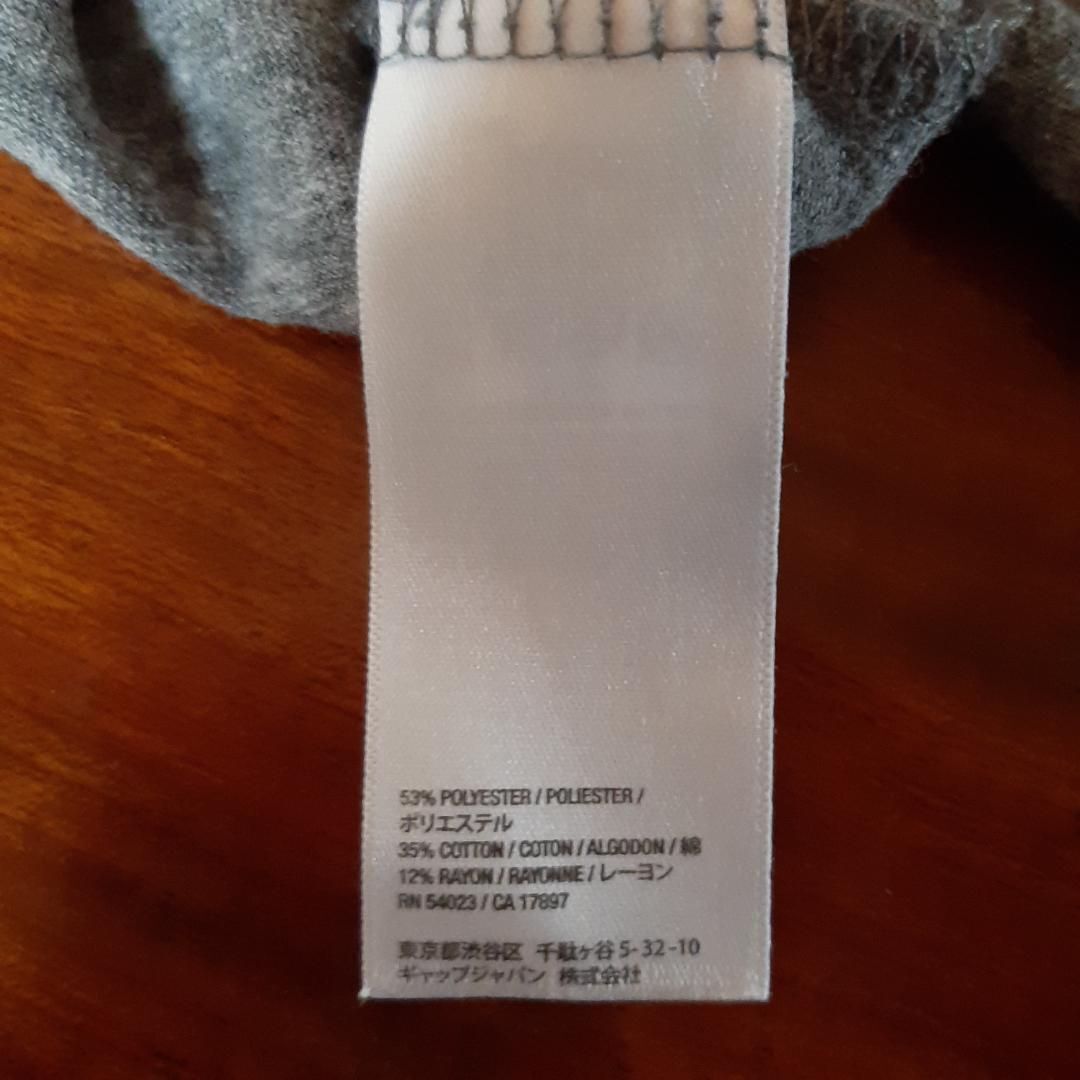 53% POLYESTER / POLIESTER /
ポリエステル
35% COTTON / COTON / ALGODON / 綿
12% RAYON / RAYONNE / レーヨン
RN 54023 / CA 17897
東京都渋谷区 千駄ヶ谷 5-32-10
ギャップジャパン 株式会社